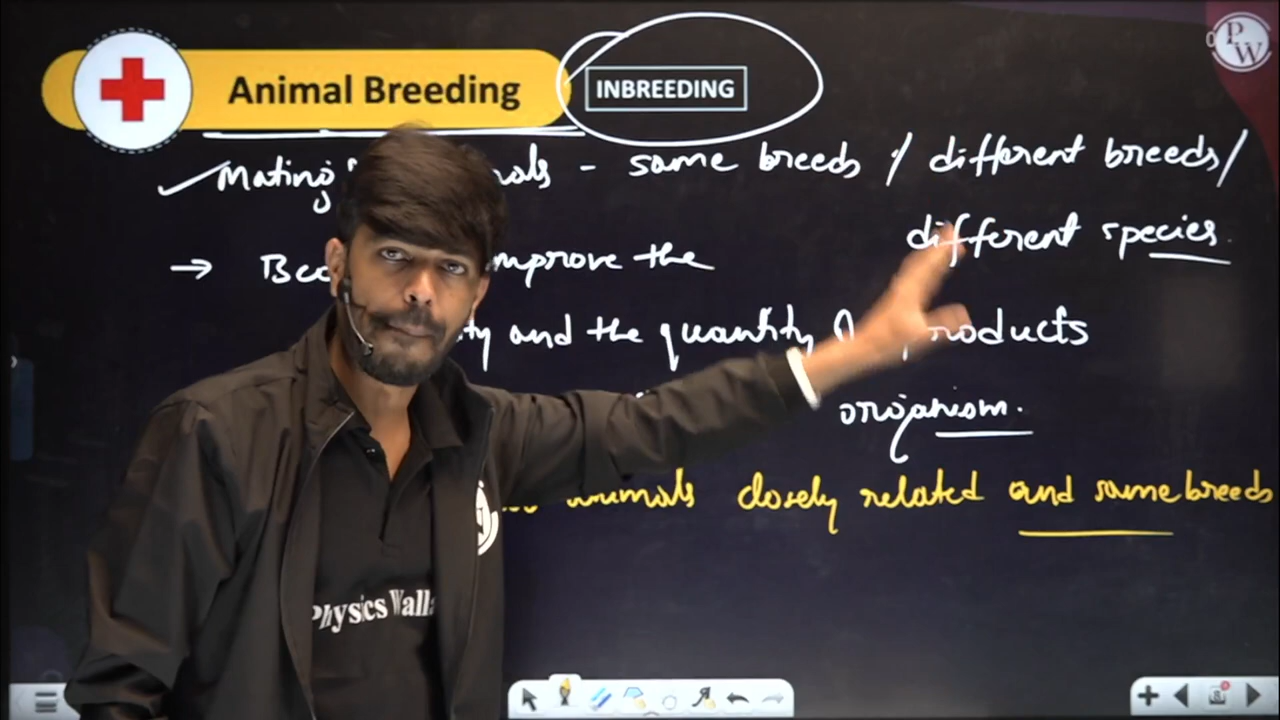 PW
Animal Breeding
INBREEDING
Mating - same breeds / different breeds /
different species.
→ improve the
and the quantity products
organism.
animals closely related and same breeds
Physics